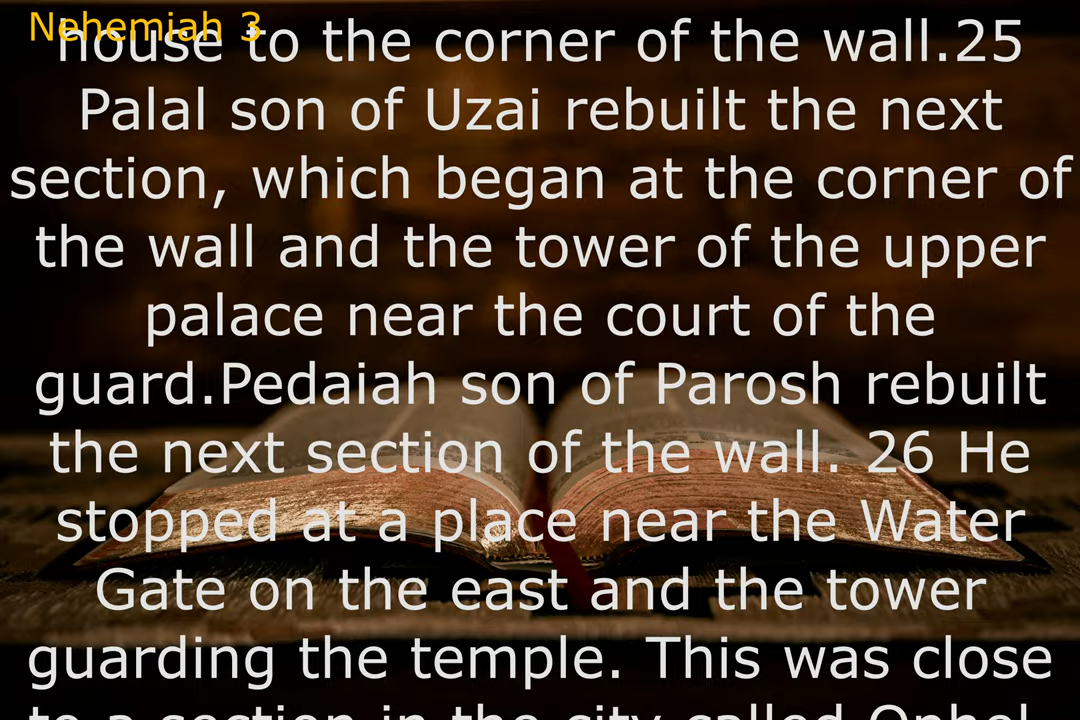 Nehemiah 3
house to the corner of the wall.25
Palal son of Uzai rebuilt the next
section, which began at the corner of
the wall and the tower of the upper
palace near the court of the
guard.Pedaiah son of Parosh rebuilt
the next section of the wall. 26 He
stopped at a place near the Water
Gate on the east and the tower
guarding the temple. This was close
to a section in the city called Ophel,